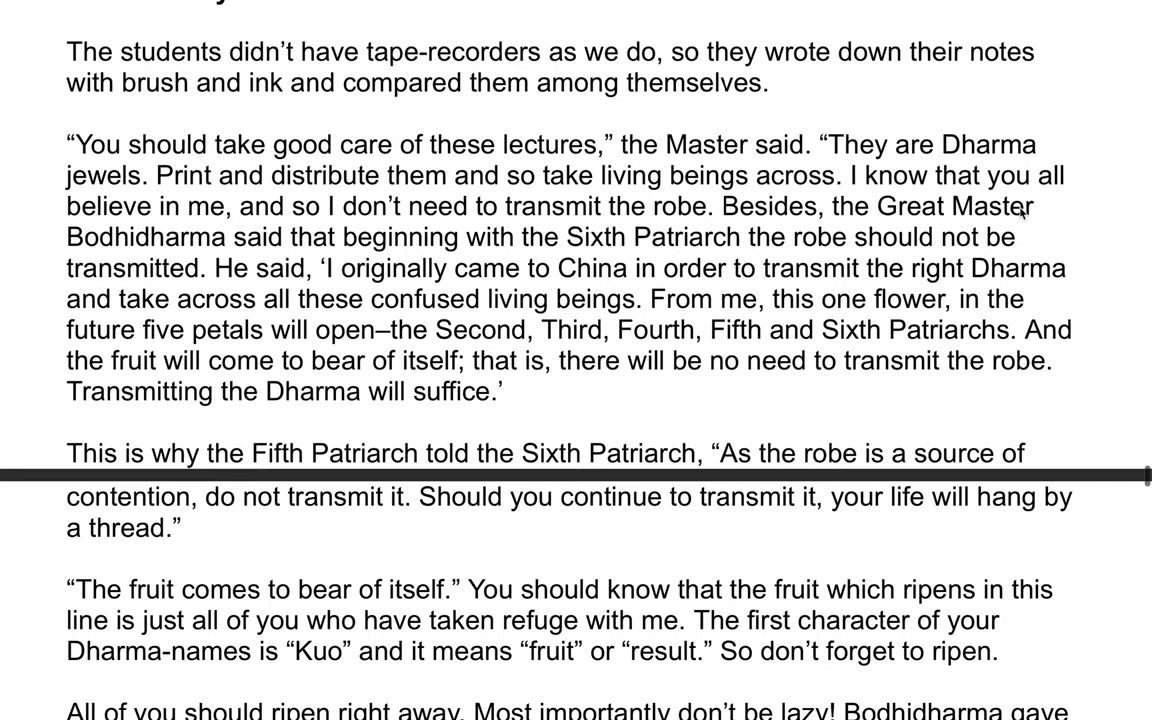 The students didn’t have tape-recorders as we do, so they wrote down their notes
with brush and ink and compared them among themselves.
“You should take good care of these lectures,” the Master said. “They are Dharma
jewels. Print and distribute them and so take living beings across. I know that you all
believe in me, and so I don’t need to transmit the robe. Besides, the Great Master
Bodhidharma said that beginning with the Sixth Patriarch the robe should not be
transmitted. He said, ‘I originally came to China in order to transmit the right Dharma
and take across all these confused living beings. From me, this one flower, in the
future five petals will open–the Second, Third, Fourth, Fifth and Sixth Patriarchs. And
the fruit will come to bear of itself; that is, there will be no need to transmit the robe.
Transmitting the Dharma will suffice.’
This is why the Fifth Patriarch told the Sixth Patriarch, “As the robe is a source of
contention, do not transmit it. Should you continue to transmit it, your life will hang by
a thread.”
“The fruit comes to bear of itself.” You should know that the fruit which ripens in this
line is just all of you who have taken refuge with me. The first character of your
Dharma-names is “Kuo” and it means “fruit” or “result.” So don’t forget to ripen.
All of you should ripen right away. Most importantly don’t be lazy! Bodhidharma gave